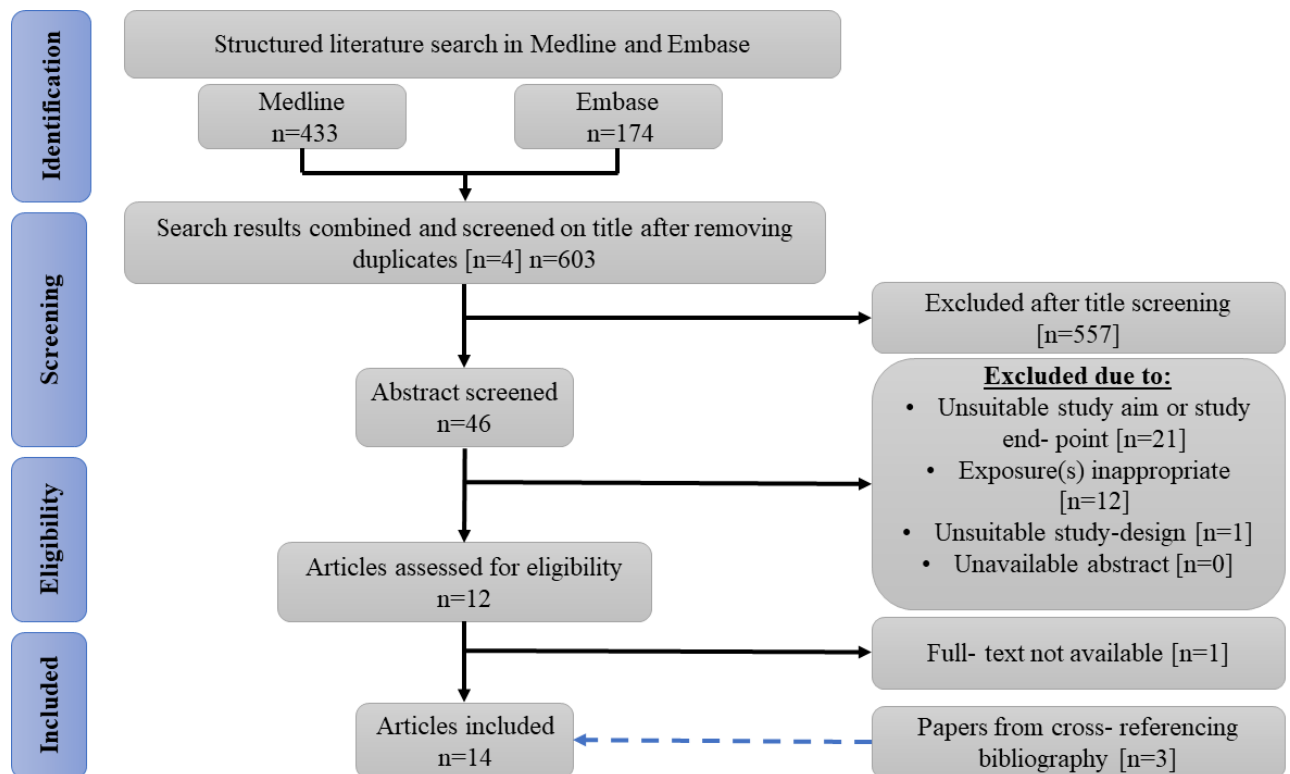 Identification
Structured literature search in Medline and Embase
Medline
n=433
Embase
n=174
Screening
Search results combined and screened on title after removing
duplicates [n=4] n=603
Excluded after title screening
[n=557]
Abstract screened
n=46
Excluded due to:
• Unsuitable study aim or study
end- point [n=21]
• Exposure(s) inappropriate
[n=12]
• Unsuitable study-design [n=1]
• Unavailable abstract [n=0]
Eligibility
Articles assessed for eligibility
n=12
Full- text not available [n=1]
Included
Articles included
n=14
Papers from cross- referencing
bibliography [n=3]